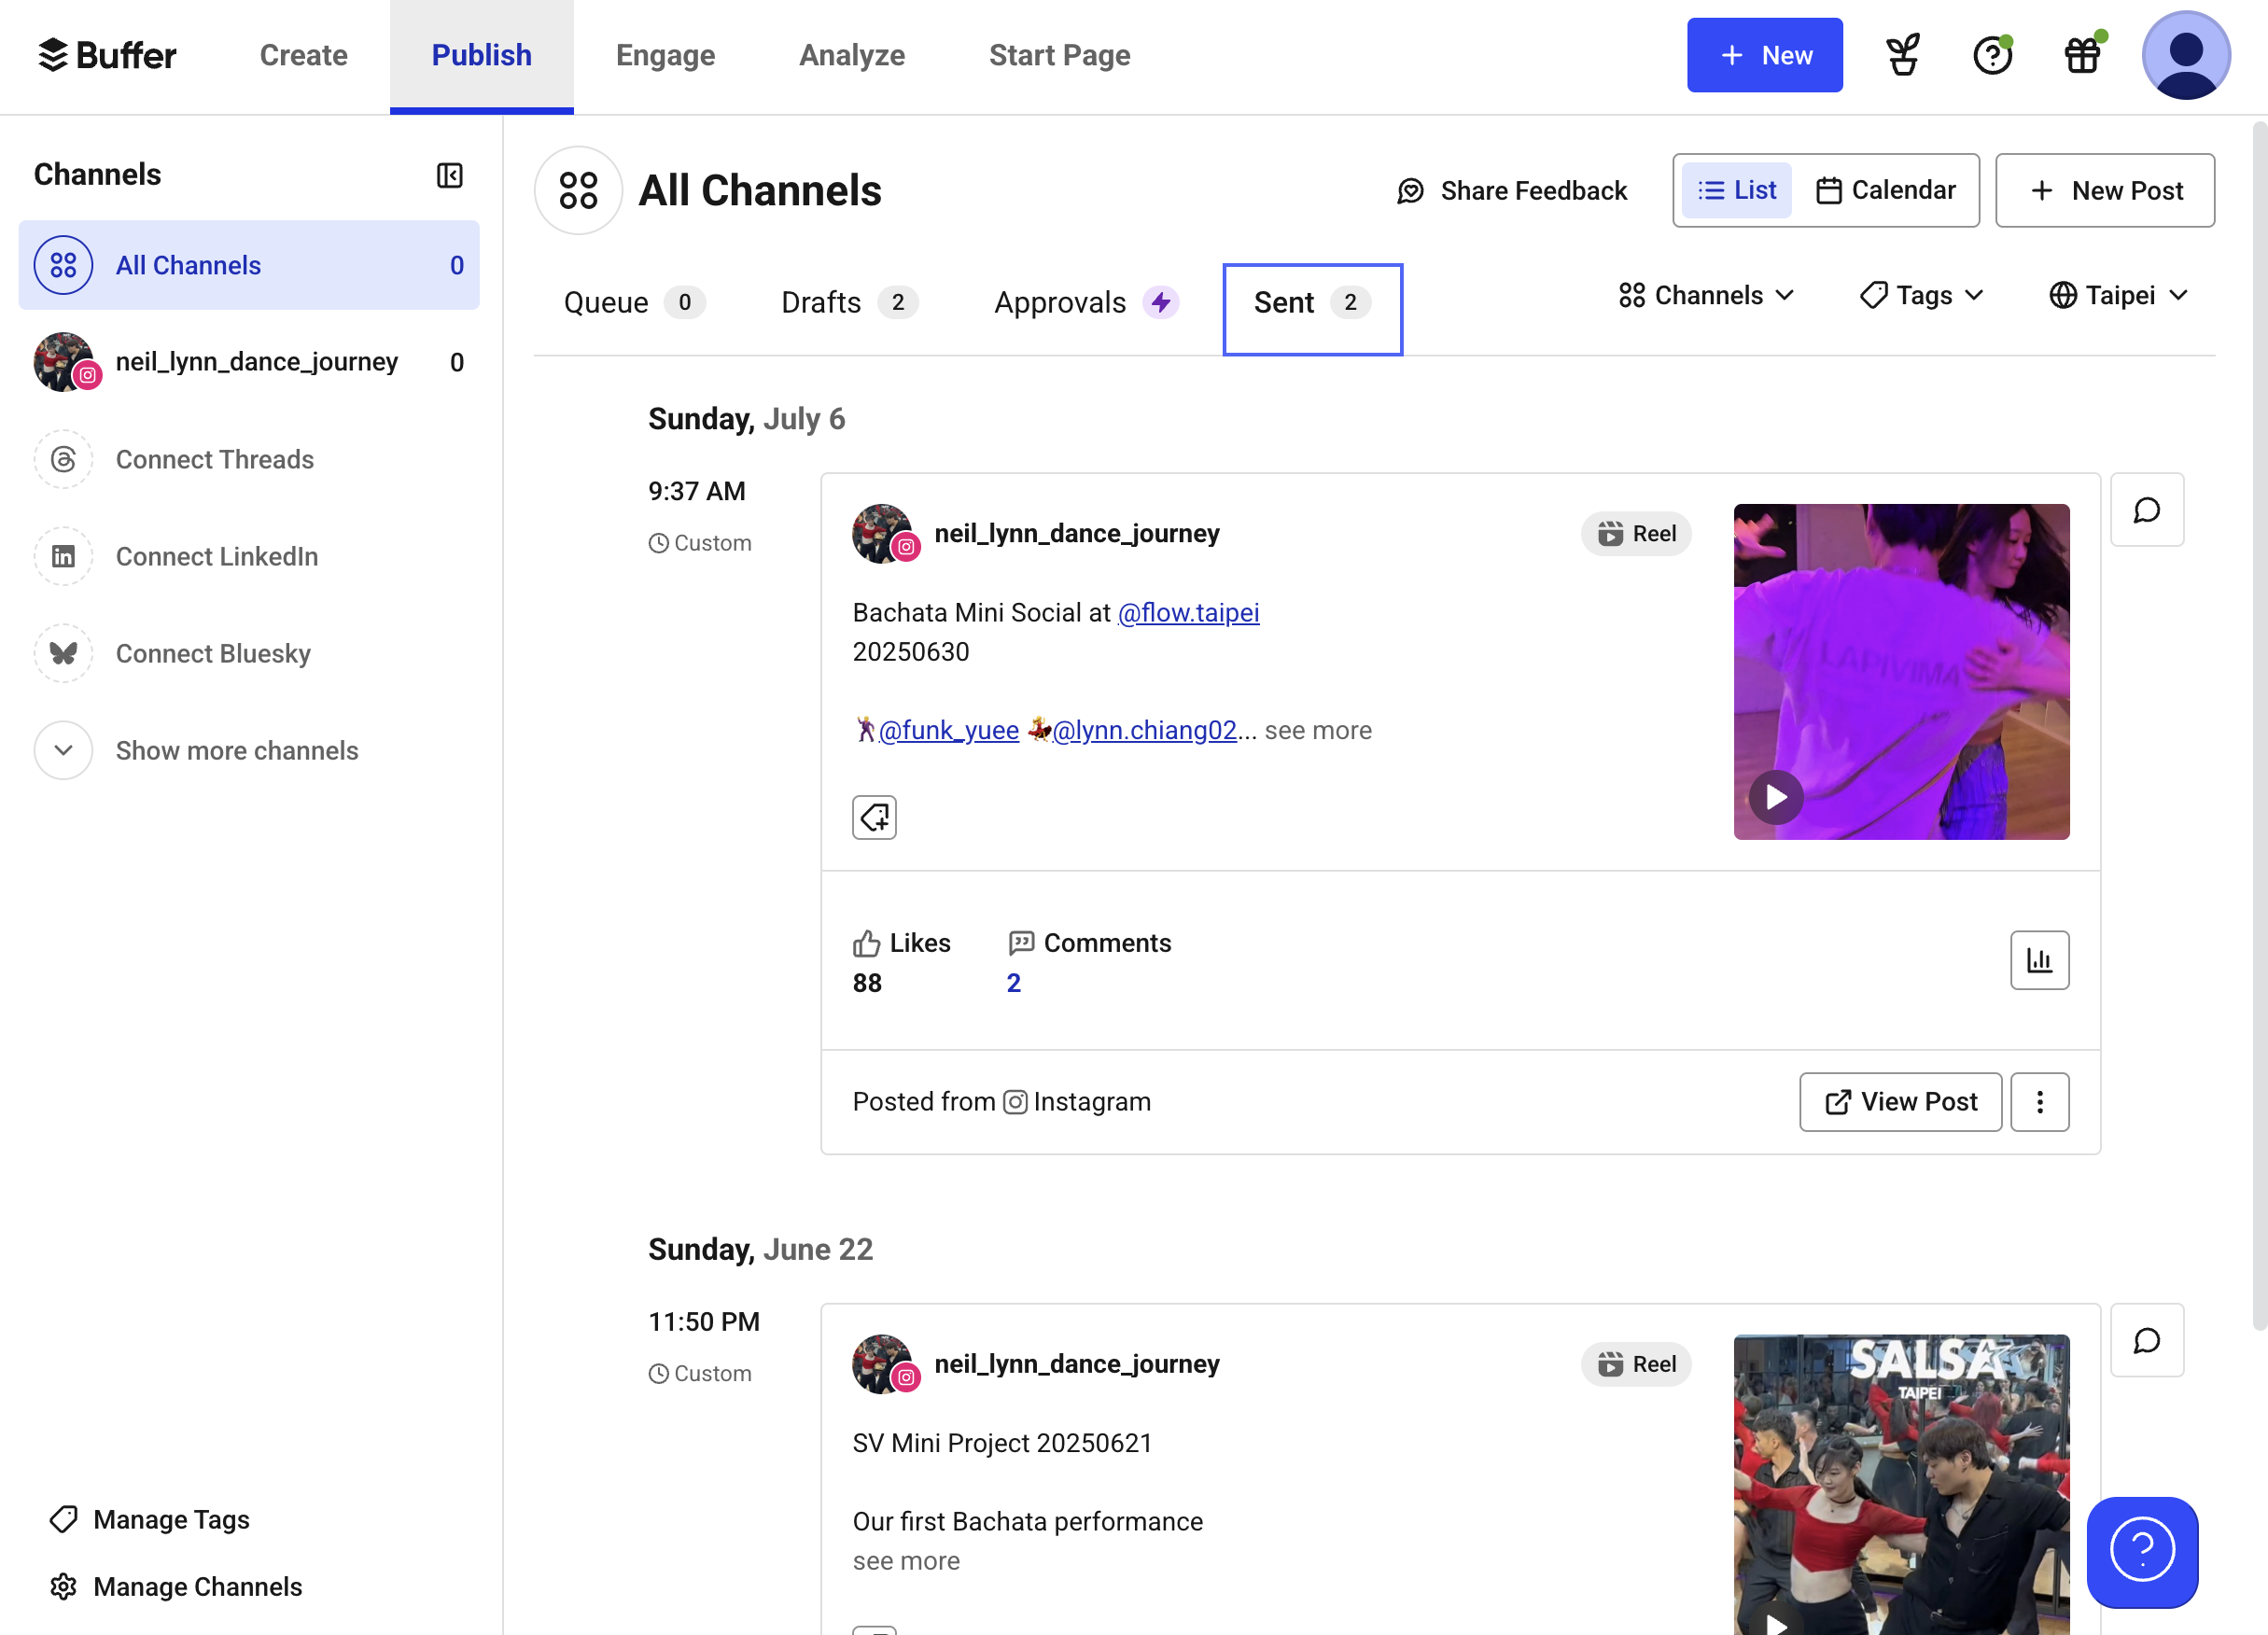 Buffer
Create
Publish
Engage
Analyze
Start Page
New
Channels
All Channels
0
neil_lynn_dance_journey
0
Connect Threads
Connect LinkedIn
Connect Bluesky
Show more channels
Manage Tags
Manage Channels
All Channels
Share Feedback
List
Calendar
New Post
Queue 0
Drafts 2
Approvals
Sent 2
Channels
Tags
Taipei
Sunday, July 6
9:37 AM
Custom
neil_lynn_dance_journey
Reel
Bachata Mini Social at @flow.taipei
20250630
🕺@funk_yuee 💃@lynn.chiang02... see more
LAPIVIMA
Likes
88
Comments
2
Posted from Instagram
View Post
Sunday, June 22
11:50 PM
Custom
neil_lynn_dance_journey
Reel
SV Mini Project 20250621
Our first Bachata performance
see more
SALSA
TAIPEI